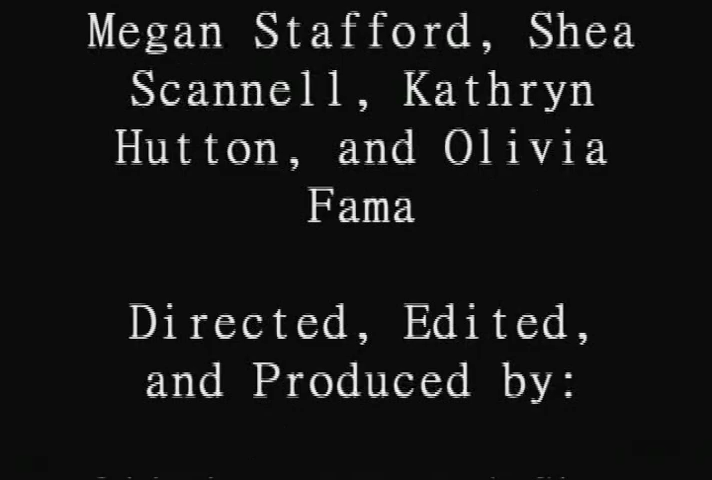 Megan Stafford, Shea
Scannell, Kathryn
Hutton, and Olivia
Fama
Directed, Edited,
and Produced by: